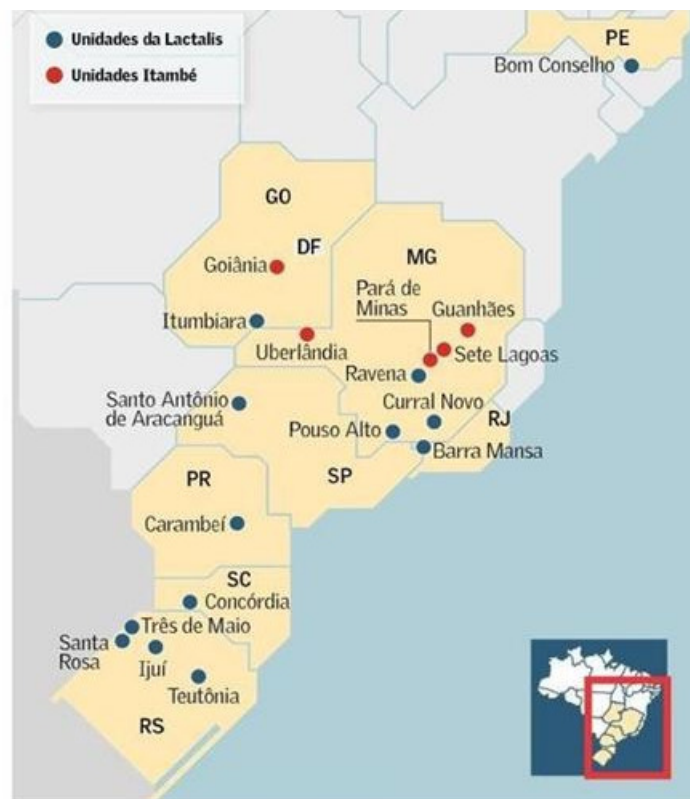 Unidades da Lactalis
Unidades Itambé
PE
Bom Conselho
GO
DF
Goiânia
MG
Pará de
Minas
Guanhães
Itumbiara
Uberlândia
Sete Lagoas
Ravena
Santo Antônio
de Aracanguá
Curral Novo
Pouso Alto
RJ
Barra Mansa
PR
SP
Carambeí
SC
Concórdia
Três de Maio
Santa
Rosa
Ijuí
Teutônia
RS